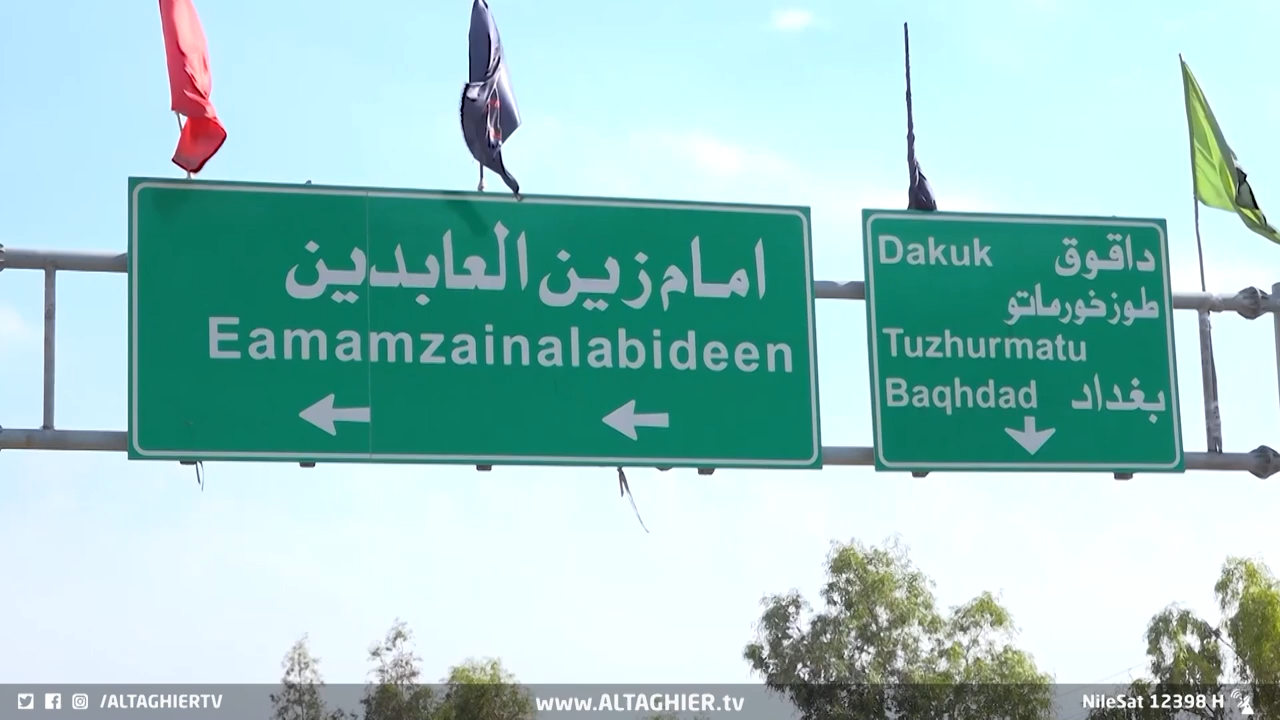 امام زين العابدين
Eamamzainalabideen
Dakuk داقوق
طوزخورماتو
Tuzhurmatu
Baqhdad بغداد
/ALTAGHIERTV
www.ALTAGHIER.tv
NileSat 12398 H